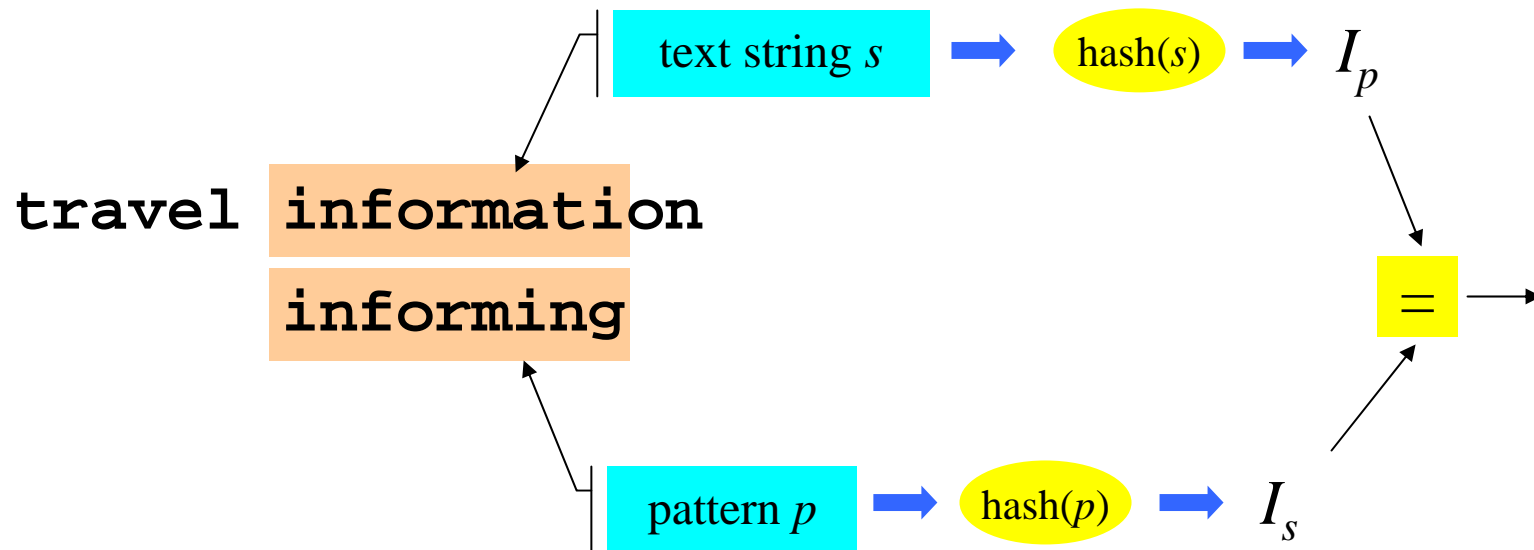 text string s hash(s) I_p
travel information
informing
=
pattern p hash(p) I_s